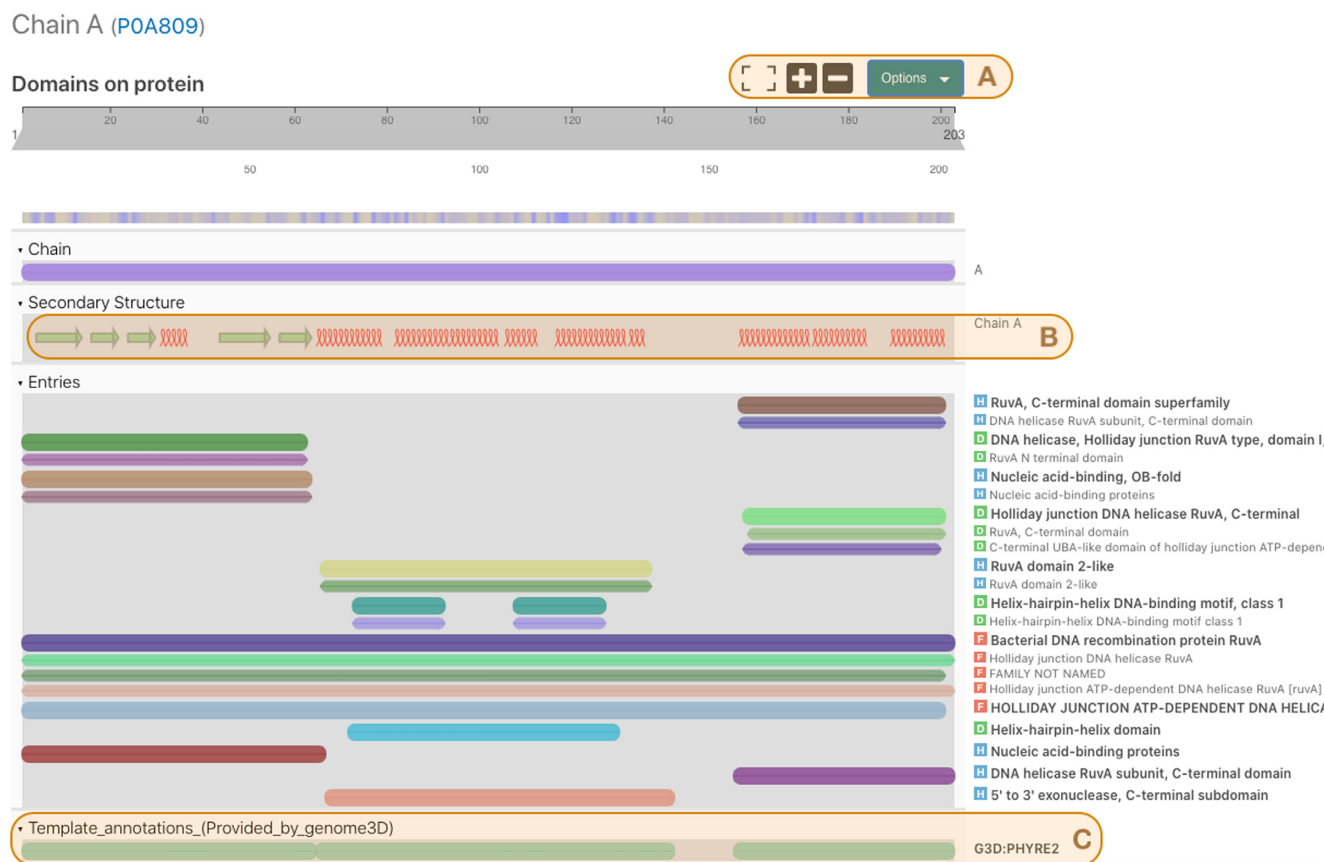 Chain A (P0A809)
Domains on protein
Options
A
20 40 60 80 100 120 140 160 180 200
1 203
50 100 150 200
Chain
A
Secondary Structure
Chain A
B
Entries
H RuvA, C-terminal domain superfamily
H DNA helicase RuvA subunit, C-terminal domain
D DNA helicase, Holliday junction RuvA type, domain I,
D RuvA N terminal domain
H Nucleic acid-binding, OB-fold
H Nucleic acid-binding proteins
D Holliday junction DNA helicase RuvA, C-terminal
D RuvA, C-terminal domain
D C-terminal UBA-like domain of holliday junction ATP-depen
H RuvA domain 2-like
H RuvA domain 2-like
D Helix-hairpin-helix DNA-binding motif, class 1
D Helix-hairpin-helix DNA-binding motif class 1
F Bacterial DNA recombination protein RuvA
F Holliday junction DNA helicase RuvA
F FAMILY NOT NAMED
F Holliday junction ATP-dependent DNA helicase RuvA [ruvA]
F HOLLIDAY JUNCTION ATP-DEPENDENT DNA HELICA
D Helix-hairpin-helix domain
H Nucleic acid-binding proteins
H DNA helicase RuvA subunit, C-terminal domain
H 5' to 3' exonuclease, C-terminal subdomain
Template_annotations_(Provided_by_genome3D)
G3D:PHYRE2
C